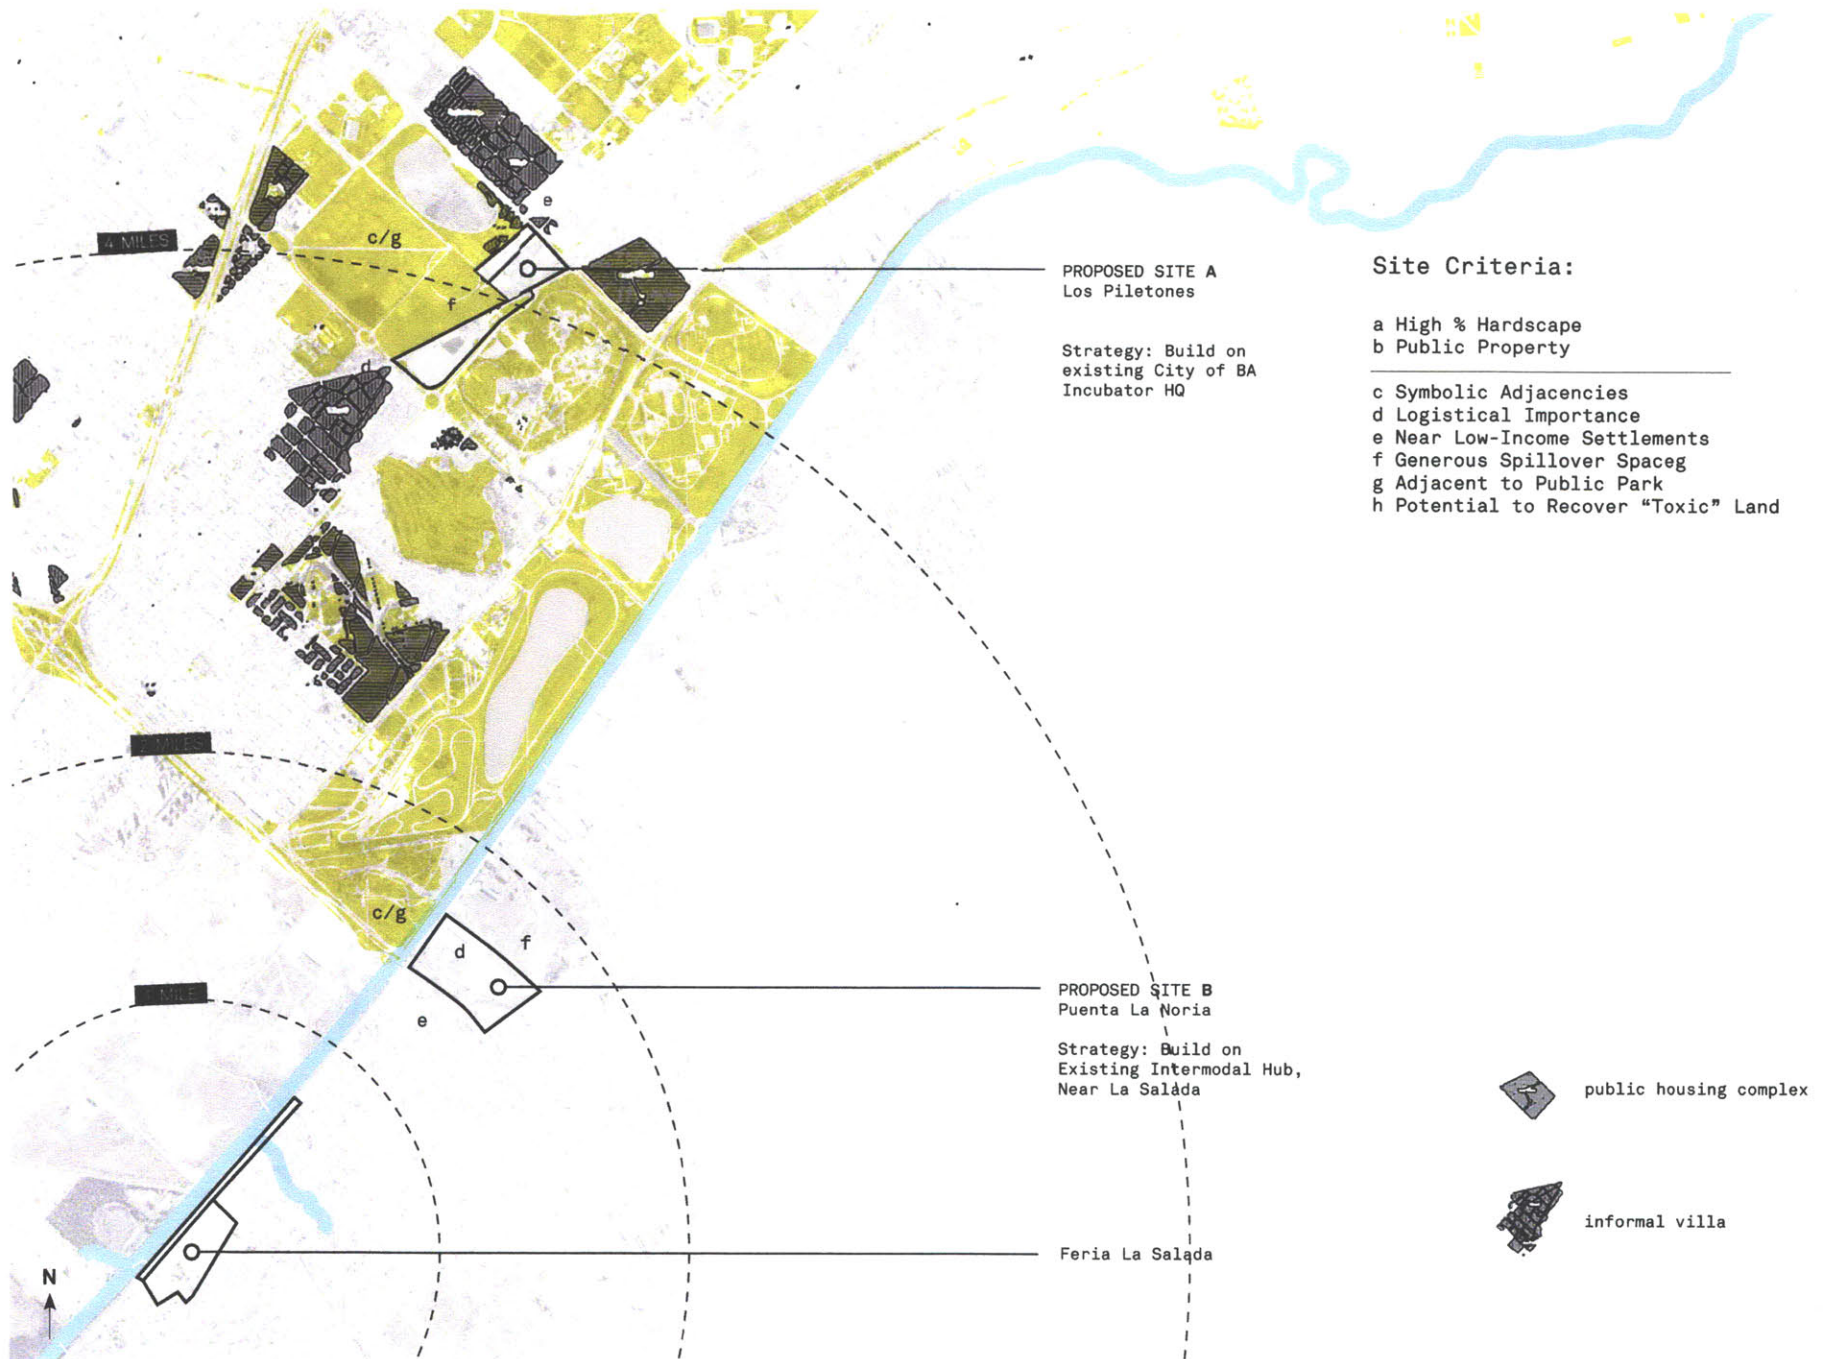 4 MILES
c/g
e
f
d
PROPOSED SITE A
Los Piletones
Strategy: Build on
existing City of BA
Incubator HQ
Site Criteria:
a High % Hardscape
b Public Property
c Symbolic Adjacencies
d Logistical Importance
e Near Low-Income Settlements
f Generous Spillover Spaceg
g Adjacent to Public Park
h Potential to Recover “Toxic” Land
MILES
c/g
d
f
e
MILE
PROPOSED SITE B
Puenta La Noria
Strategy: Build on
Existing Intermodal Hub,
Near La Salada
Feria La Salada
N
public housing complex
informal villa